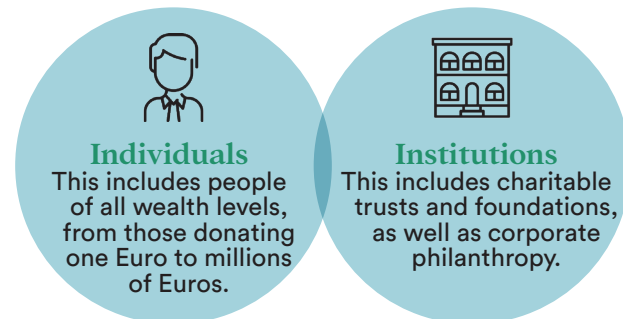 Individuals
This includes people
of all wealth levels,
from those donating
one Euro to millions
of Euros.
Institutions
This includes charitable
trusts and foundations,
as well as corporate
philanthropy.